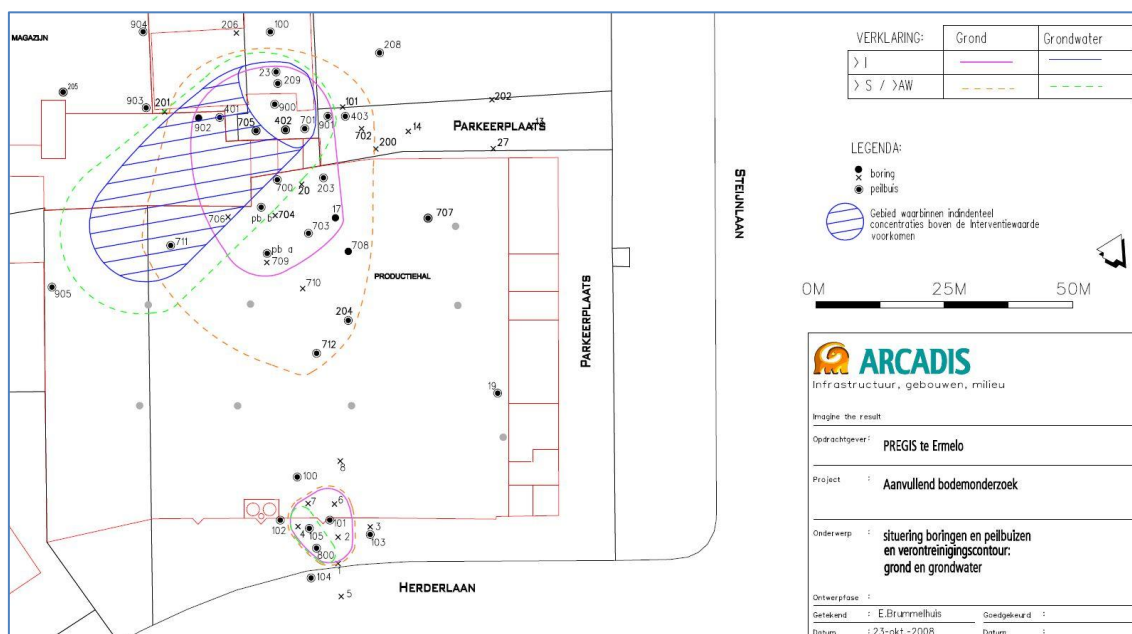 904
206
100
MAGAZIJN
208
23
205
209
903
201
900
101
202
401
901
403
902
705
402
701
702
14
PARKEERPLAATS
13
200
27
700
203
20
pb b
704
17
706
707
703
711
pb a
708
709
PRODUCTIEHAL
905
710
204
712
19
8
100
7
6
102
101
3
4
105
2
103
800
1
104
5
HERDERLAAN
PARKEERPLAATS
STEIJNLAAN
VERKLARING: Grond Grondwater
>I
>S / >AW
LEGENDA:
boring
peilbuis
Gebied waarbinnen indindenteel
concentraties boven de Interventiewaarde
voorkomen
0M 25M 50M
ARCADIS
Infrastructuur, gebouwen, milieu
Imagine the result
Opdrachtgever: PREGIS te Ermelo
Project : Aanvullend bodemonderzoek
Onderwerp : situering boringen en peilbuizen
en verontreinigingscontour:
grond en grondwater
Ontwerpfase :
Getekend : E.Brummelhuis Goedgekeurd :
Datum : 23-okt.-2008 Datum :